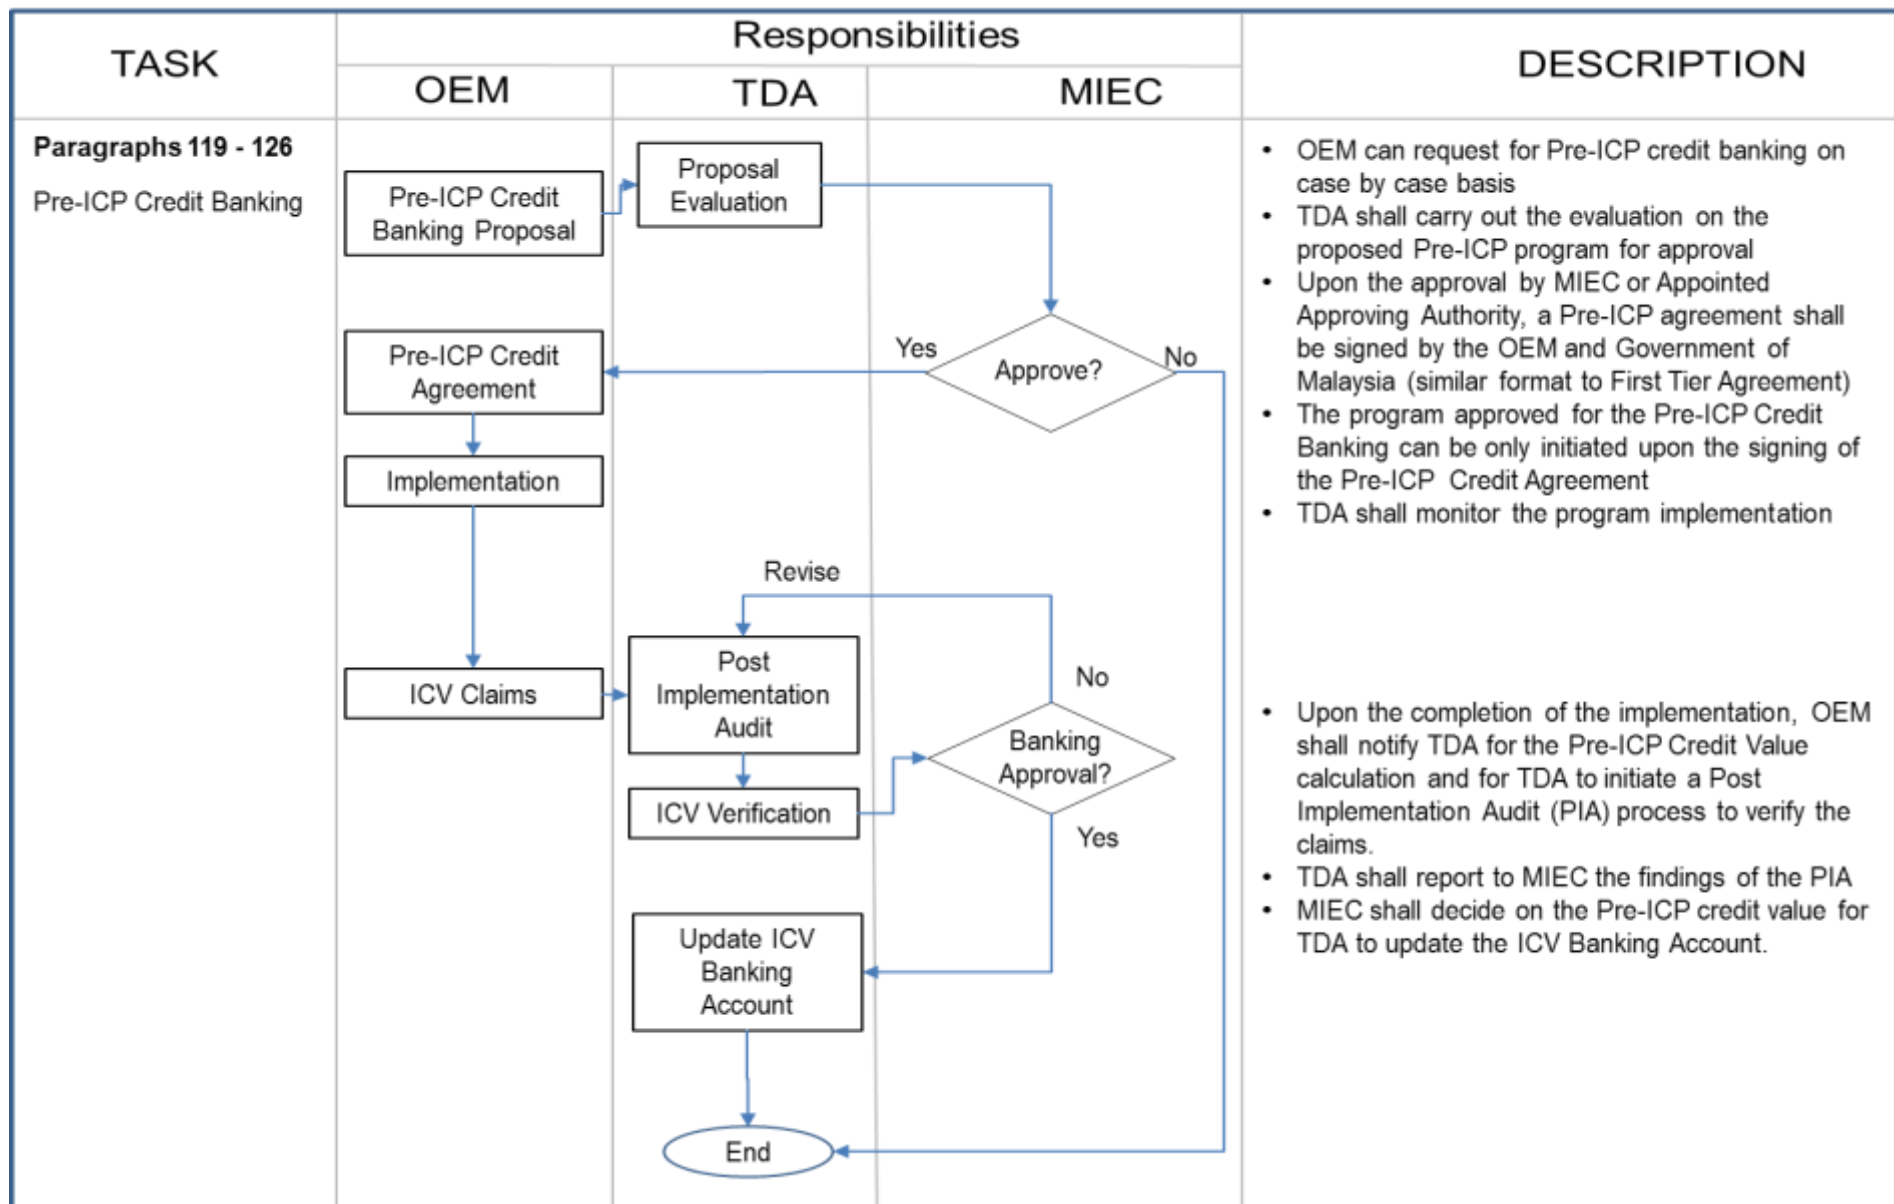 TASK
Responsibilities
OEM
TDA
MIEC
DESCRIPTION
Paragraphs 119 - 126
Pre-ICP Credit Banking
Pre-ICP Credit
Banking Proposal
Proposal
Evaluation
Pre-ICP Credit
Agreement
Yes
Approve?
No
Implementation
Revise
ICV Claims
Post
Implementation
Audit
No
Banking
Approval?
ICV Verification
Yes
Update ICV
Banking
Account
End
• OEM can request for Pre-ICP credit banking on
case by case basis
• TDA shall carry out the evaluation on the
proposed Pre-ICP program for approval
• Upon the approval by MIEC or Appointed
Approving Authority, a Pre-ICP agreement shall
be signed by the OEM and Government of
Malaysia (similar format to First Tier Agreement)
• The program approved for the Pre-ICP Credit
Banking can be only initiated upon the signing of
the Pre-ICP Credit Agreement
• TDA shall monitor the program implementation
• Upon the completion of the implementation, OEM
shall notify TDA for the Pre-ICP Credit Value
calculation and for TDA to initiate a Post
Implementation Audit (PIA) process to verify the
claims.
• TDA shall report to MIEC the findings of the PIA
• MIEC shall decide on the Pre-ICP credit value for
TDA to update the ICV Banking Account.